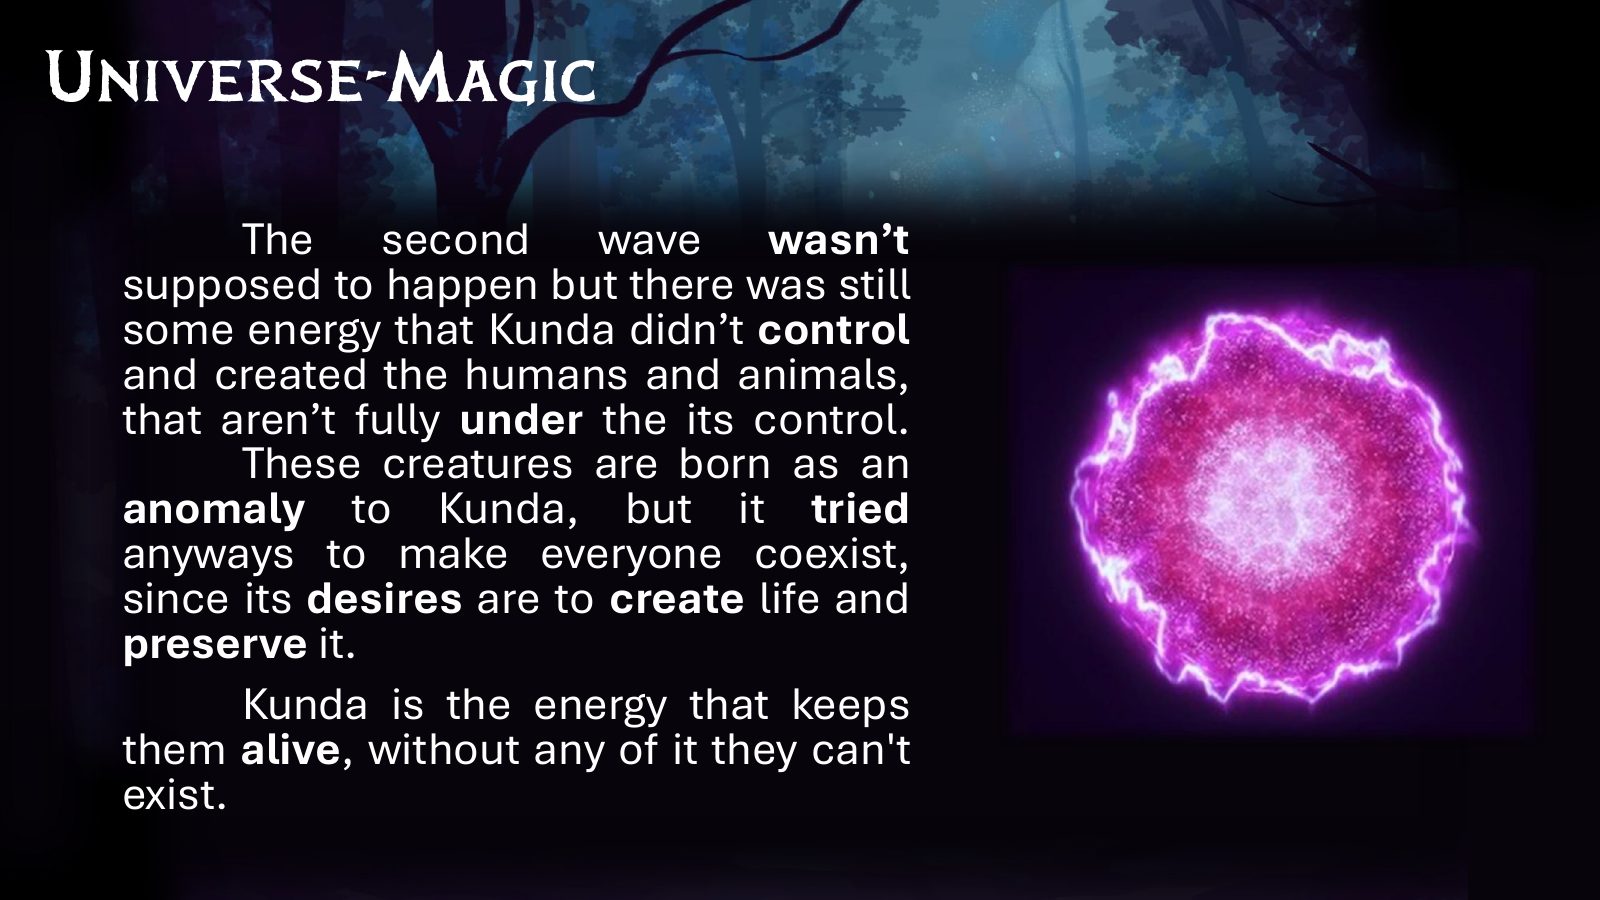 Universe-Magic
The second wave wasn’t
supposed to happen but there was still
some energy that Kunda didn’t control
and created the humans and animals,
that aren’t fully under the its control.
These creatures are born as an
anomaly to Kunda, but it tried
anyways to make everyone coexist,
since its desires are to create life and
preserve it.
Kunda is the energy that keeps
them alive, without any of it they can't
exist.